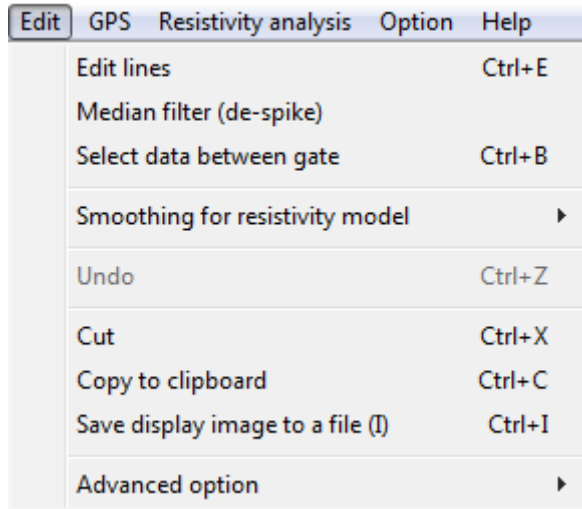 Edit GPS Resistivity analysis Option Help
Edit lines Ctrl+E
Median filter (de-spike)
Select data between gate Ctrl+B
Smoothing for resistivity model
Undo Ctrl+Z
Cut Ctrl+X
Copy to clipboard Ctrl+C
Save display image to a file (I) Ctrl+I
Advanced option